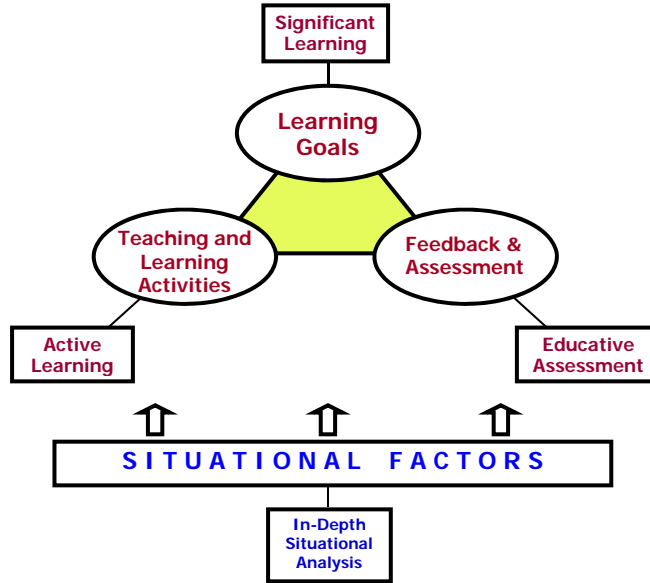 Significant
Learning
Learning
Goals
Teaching and
Learning
Activities
Feedback &
Assessment
Active
Learning
Educative
Assessment
SITUATIONAL FACTORS
In-Depth
Situational
Analysis